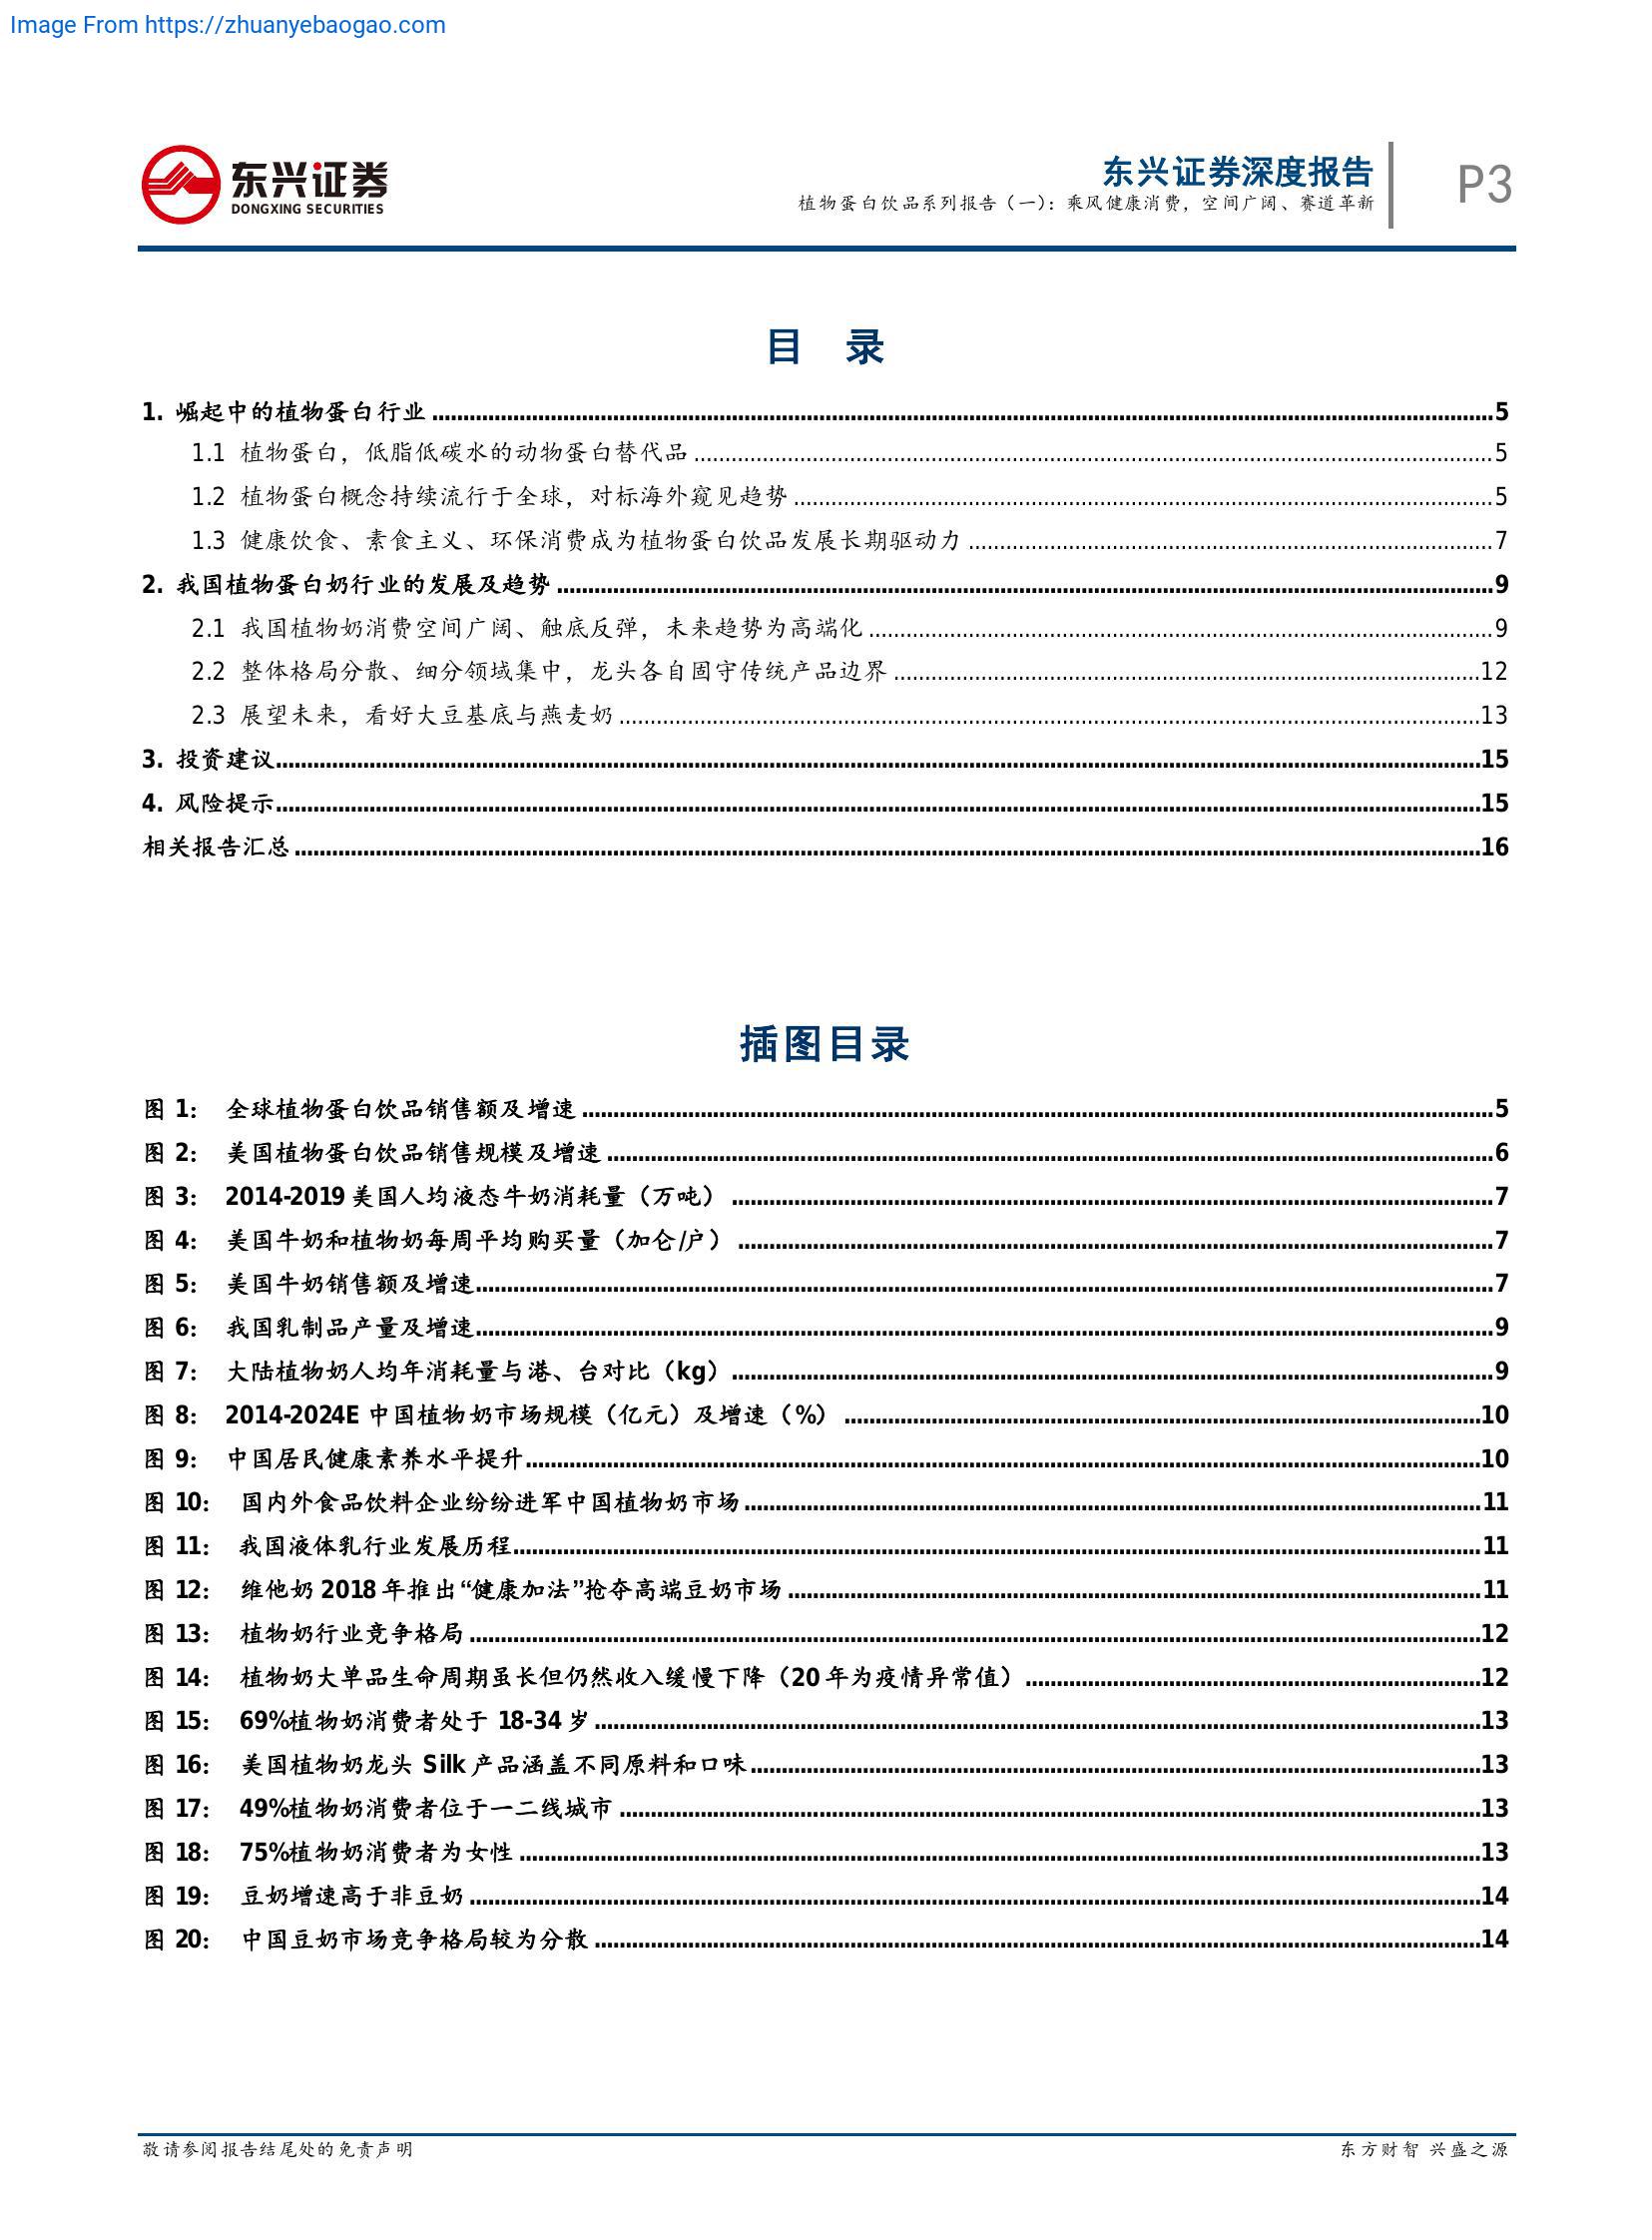 Image From https://zhuanyebaogao.com
东兴证券
DONGXING SECURITIES
东兴证券深度报告
植物蛋白饮品系列报告（一）：乘风健康消费，空间广阔、赛道革新
P3
目 录
1. 崛起中的植物蛋白行业 5
1.1 植物蛋白，低脂低碳水的动物蛋白替代品 5
1.2 植物蛋白概念持续流行于全球，对标海外窥见趋势 5
1.3 健康饮食、素食主义、环保消费成为植物蛋白饮品发展长期驱动力 7
2. 我国植物蛋白奶行业的发展及趋势 9
2.1 我国植物奶消费空间广阔、触底反弹，未来趋势为高端化 9
2.2 整体格局分散、细分领域集中，龙头各自固守传统产品边界 12
2.3 展望未来，看好大豆基底与燕麦奶 13
3. 投资建议 15
4. 风险提示 15
相关报告汇总 16
插图目录
图 1： 全球植物蛋白饮品销售额及增速 5
图 2： 美国植物蛋白饮品销售规模及增速 6
图 3： 2014-2019 美国人均液态牛奶消耗量（万吨） 7
图 4： 美国牛奶和植物奶每周平均购买量（加仑/户） 7
图 5： 美国牛奶销售额及增速 7
图 6： 我国乳制品产量及增速 9
图 7： 大陆植物奶人均年消耗量与港、台对比（kg） 9
图 8： 2014-2024E 中国植物奶市场规模（亿元）及增速（%） 10
图 9： 中国居民健康素养水平提升 10
图 10： 国内外食品饮料企业纷纷进军中国植物奶市场 11
图 11： 我国液体乳行业发展历程 11
图 12： 维他奶 2018 年推出“健康加法”抢夺高端豆奶市场 11
图 13： 植物奶行业竞争格局 12
图 14： 植物奶大单品生命周期虽长但仍然收入缓慢下降（20 年为疫情异常值） 12
图 15： 69%植物奶消费者处于 18-34 岁 13
图 16： 美国植物奶龙头 Silk 产品涵盖不同原料和口味 13
图 17： 49%植物奶消费者位于一二线城市 13
图 18： 75%植物奶消费者为女性 13
图 19： 豆奶增速高于非豆奶 14
图 20： 中国豆奶市场竞争格局较为分散 14
敬请参阅报告结尾处的免责声明
东方财智 兴盛之源